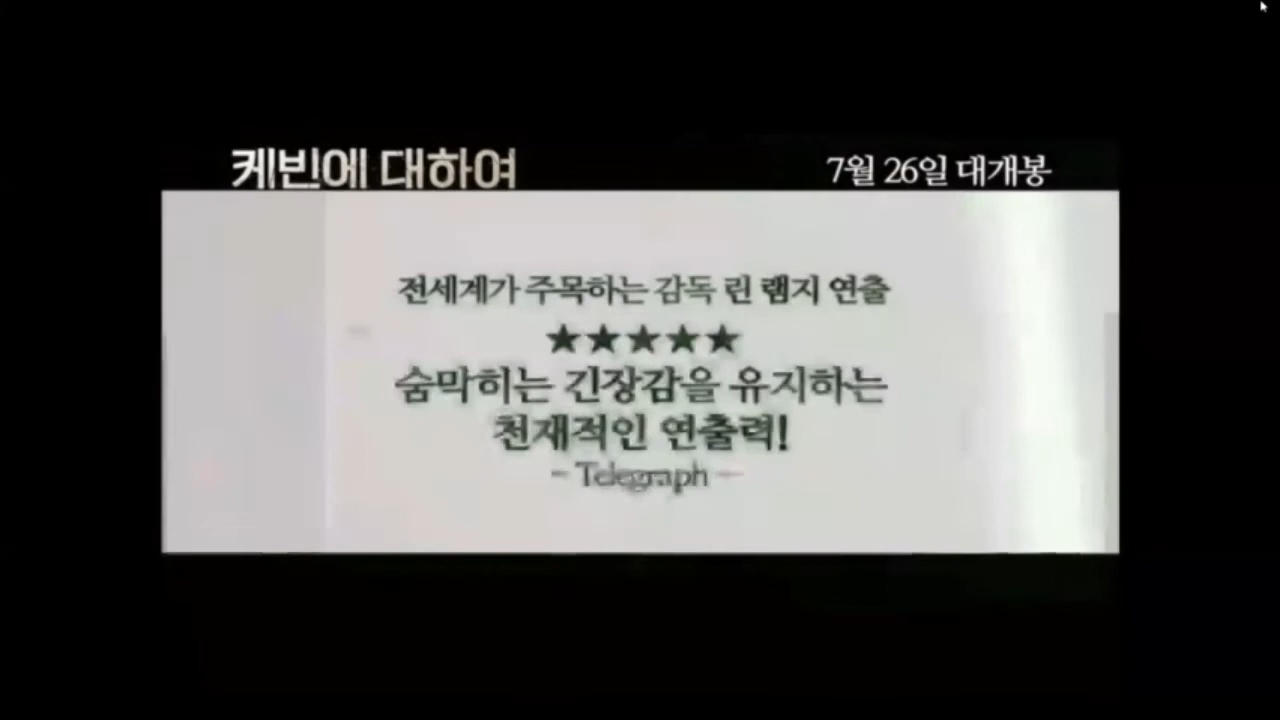 케빈에 대하여
7월 26일 대개봉
전세계가 주목하는 감독 린 램지 연출
★★★★★
숨막히는 긴장감을 유지하는
천재적인 연출력!
- Telegraph -